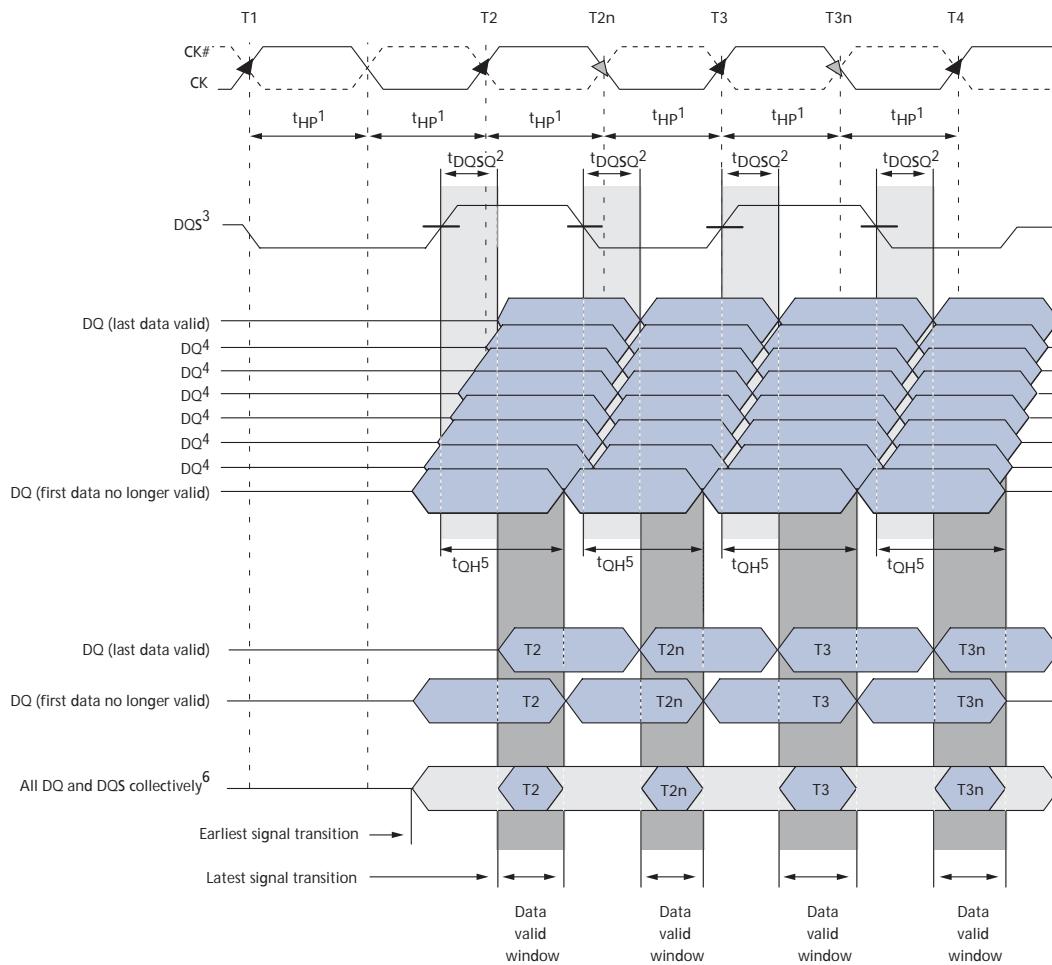 T1 T2 T2n T3 T3n T4
CK#
CK
tHP1 tHP1 tHP1 tHP1 tHP1 tHP1
tDQSQ2 tDQSQ2 tDQSQ2 tDQSQ2
DQS3
DQ (last data valid)
DQ4
DQ4
DQ4
DQ4
DQ4
DQ4
DQ (first data no longer valid)
tQH5 tQH5 tQH5 tQH5
DQ (last data valid) T2 T2n T3 T3n
DQ (first data no longer valid) T2 T2n T3 T3n
All DQ and DQS collectively6 T2 T2n T3 T3n
Earliest signal transition
Latest signal transition
Data Data Data Data
valid valid valid valid
window window window window